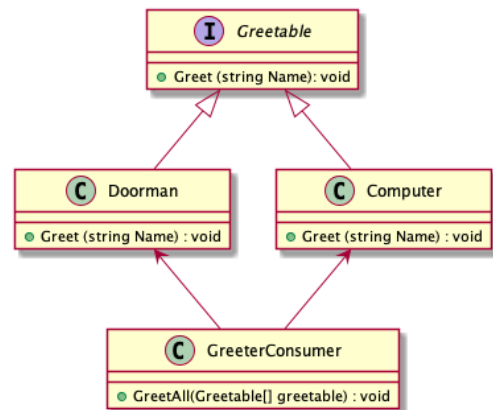 I Greetable
Greet (string Name): void
C Doorman
Greet (string Name) : void
C Computer
Greet (string Name) : void
C GreeterConsumer
GreetAll(Greetable[] greetable) : void